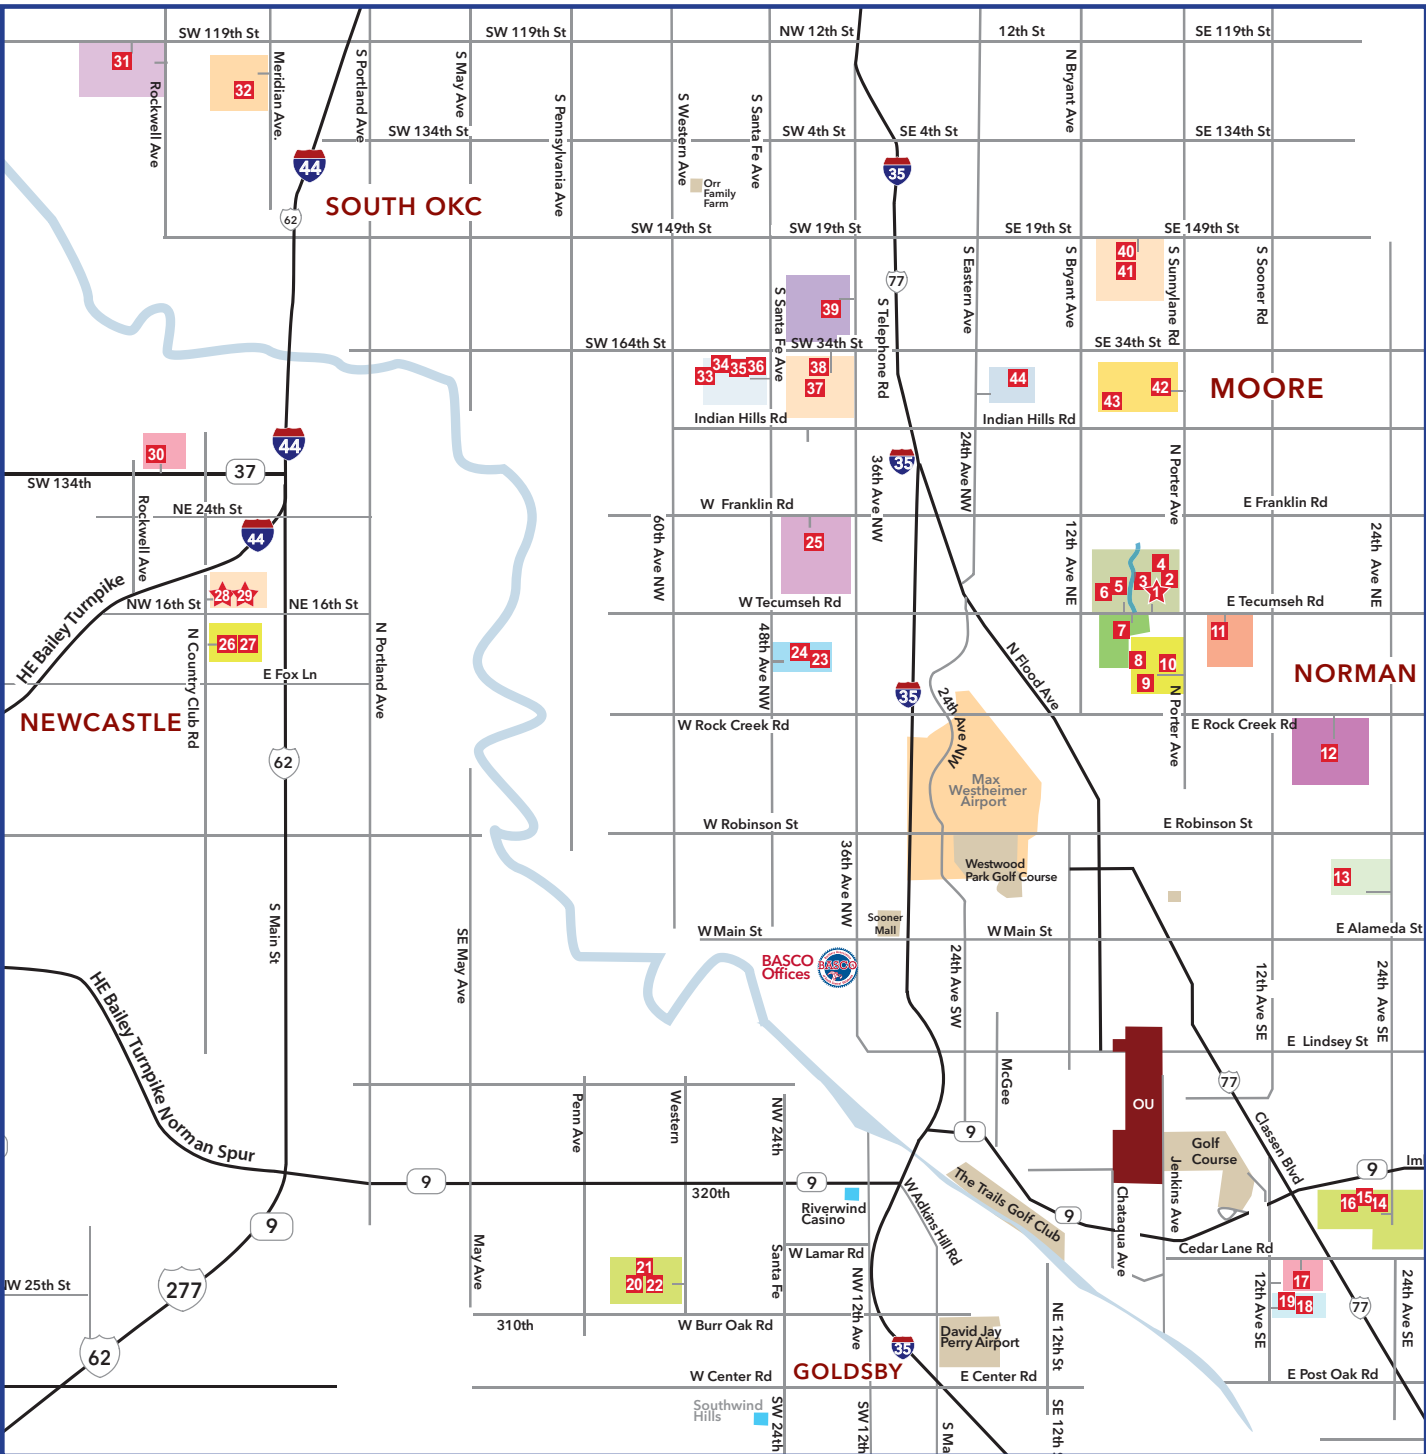 SW 119th St
SW 119th St
NW 12th St
12th St
SE 119th St
31
32
Rockwell Ave
Meridian Ave.
S Portland Ave
S May Ave
S Pennsylvania Ave
S Western Ave
S Santa Fe Ave
N Bryant Ave
SW 134th St
SW 4th St
SE 4th St
SE 134th St
44
35
62
SOUTH OKC
Orr
Family
Farm
SW 149th St
SW 19th St
SE 19th St
SE 149th St
40
41
S Santa Fe Ave
39
77
S Telephone Rd
S Eastern Ave
S Bryant Ave
S Sunnylane Rd
S Sooner Rd
SW 164th St
SW 34th St
SE 34th St
33
34
35
36
38
37
44
42
43
MOORE
Indian Hills Rd
Indian Hills Rd
30
44
37
SW 134th
NE 24th St
Rockwell Ave
44
35
36th Ave NW
24th Ave NW
N Porter Ave
W Franklin Rd
E Franklin Rd
60th Ave NW
25
12th Ave NE
24th Ave NE
4
5
3
2
6
1
28
29
HE Bailey Turnpike
NW 16th St
NE 16th St
W Tecumseh Rd
E Tecumseh Rd
26
27
N Country Club Rd
N Portland Ave
E Fox Ln
48th Ave NW
24
23
7
8
10
9
11
N Flood Ave
NORMAN
NEWCASTLE
35
24th Ave NW
N Porter Ave
W Rock Creek Rd
E Rock Creek Rd
12
62
Max
Westheimer
Airport
W Robinson St
E Robinson St
36th Ave NW
Westwood
Park Golf Course
13
S Main St
SE May Ave
Sooner
Mall
W Main St
W Main St
E Alameda St
BASCO
Offices
BASCO
24th Ave SW
12th Ave SE
24th Ave SE
HE Bailey Turnpike Norman Spur
E Lindsey St
McGee
77
OU
Penn Ave
Western
NW 24th
9
Classen Blvd
Golf
Course
Jenkins Ave
Chataqua Ave
9
9
9
Im
320th
Riverwind
Casino
W Adkins Hill Rd
The Trails Golf Club
9
16
15
14
9
May Ave
21
20
22
Santa Fe
W Lamar Rd
NW 12th Ave
Cedar Lane Rd
12th Ave SE
17
19
18
24th Ave SE
NW 25th St
277
310th
W Burr Oak Rd
NE 12th St
77
David Jay
Perry Airport
35
62
GOLDSBY
W Center Rd
E Center Rd
E Post Oak Rd
Southwind
Hills
SW 24th
SW 12th
S Ma
SE 12th S